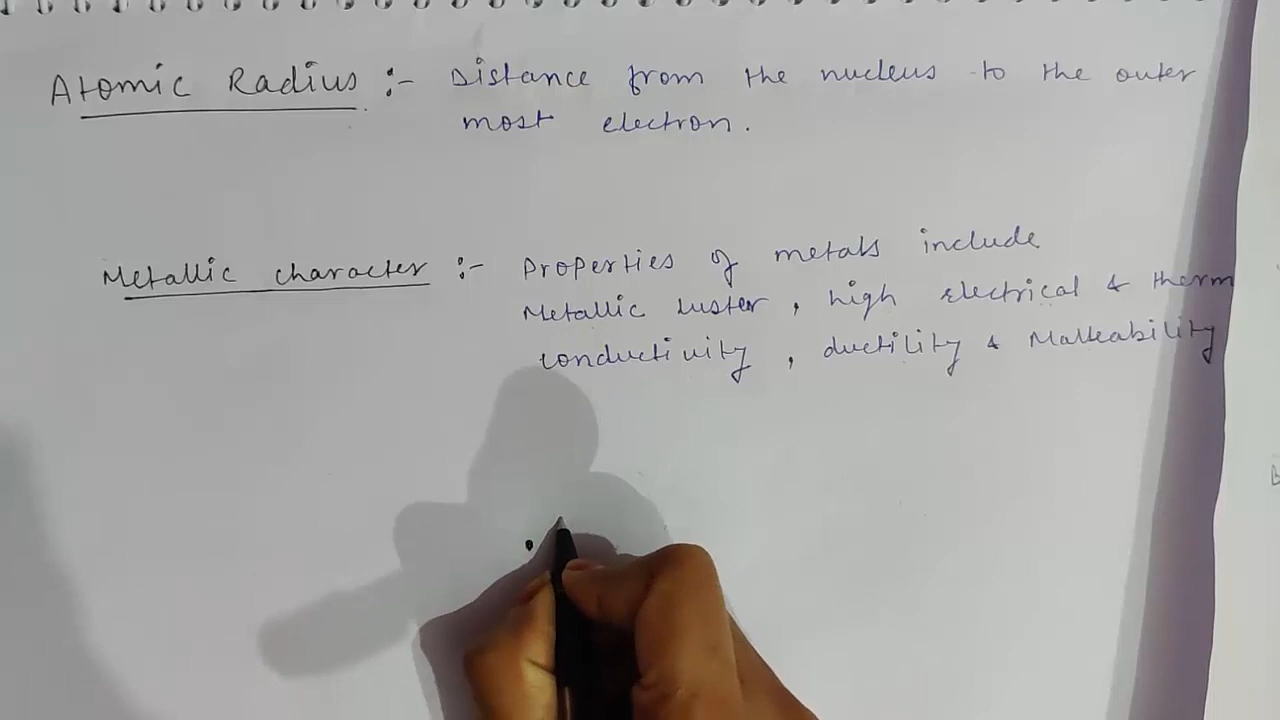 Atomic Radius :- Distance from the nucleus to the outer
most electron.
Metallic character :- Properties of metals include
Metallic luster, high electrical & therm
conductivity, ductility & Malleability